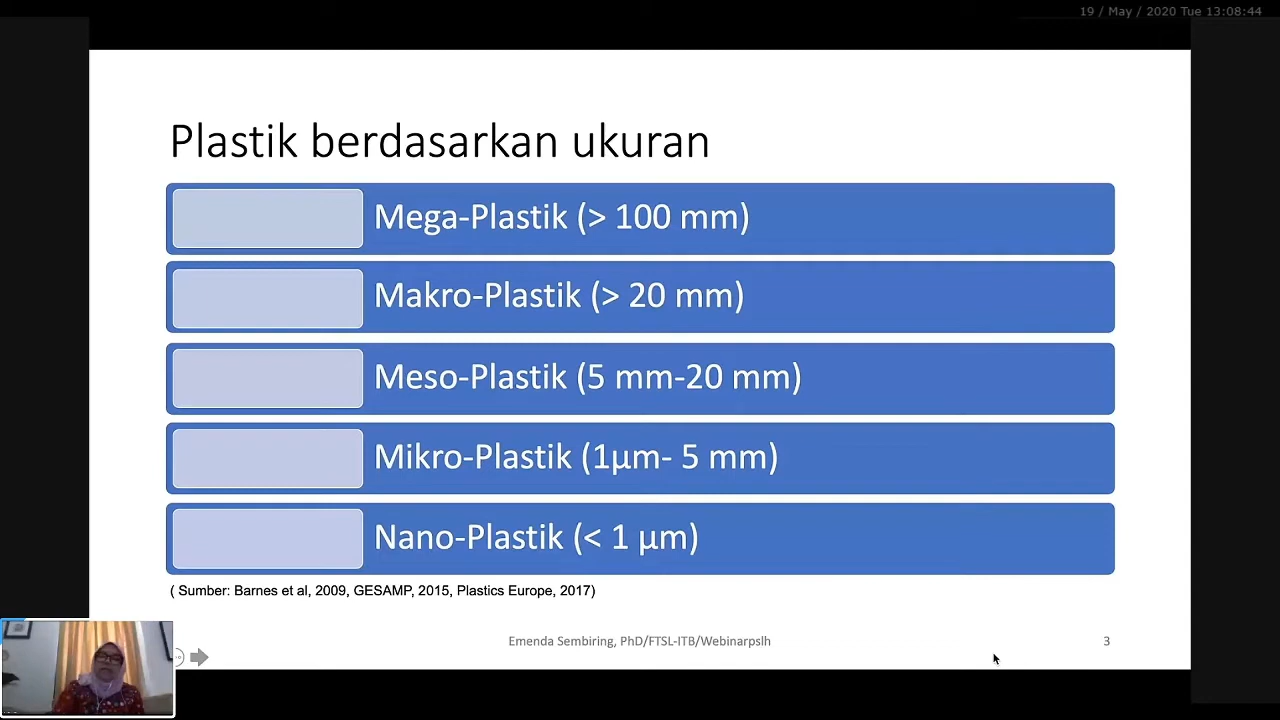 19 / May / 2020 Tue 13:08:44
Plastik berdasarkan ukuran
Mega-Plastik (> 100 mm)
Makro-Plastik (> 20 mm)
Meso-Plastik (5 mm-20 mm)
Mikro-Plastik (1µm- 5 mm)
Nano-Plastik (< 1 µm)
( Sumber: Barnes et al, 2009, GESAMP, 2015, Plastics Europe, 2017)
Emenda Sembiring, PhD/FTSL-ITB/Webinarpslh
3